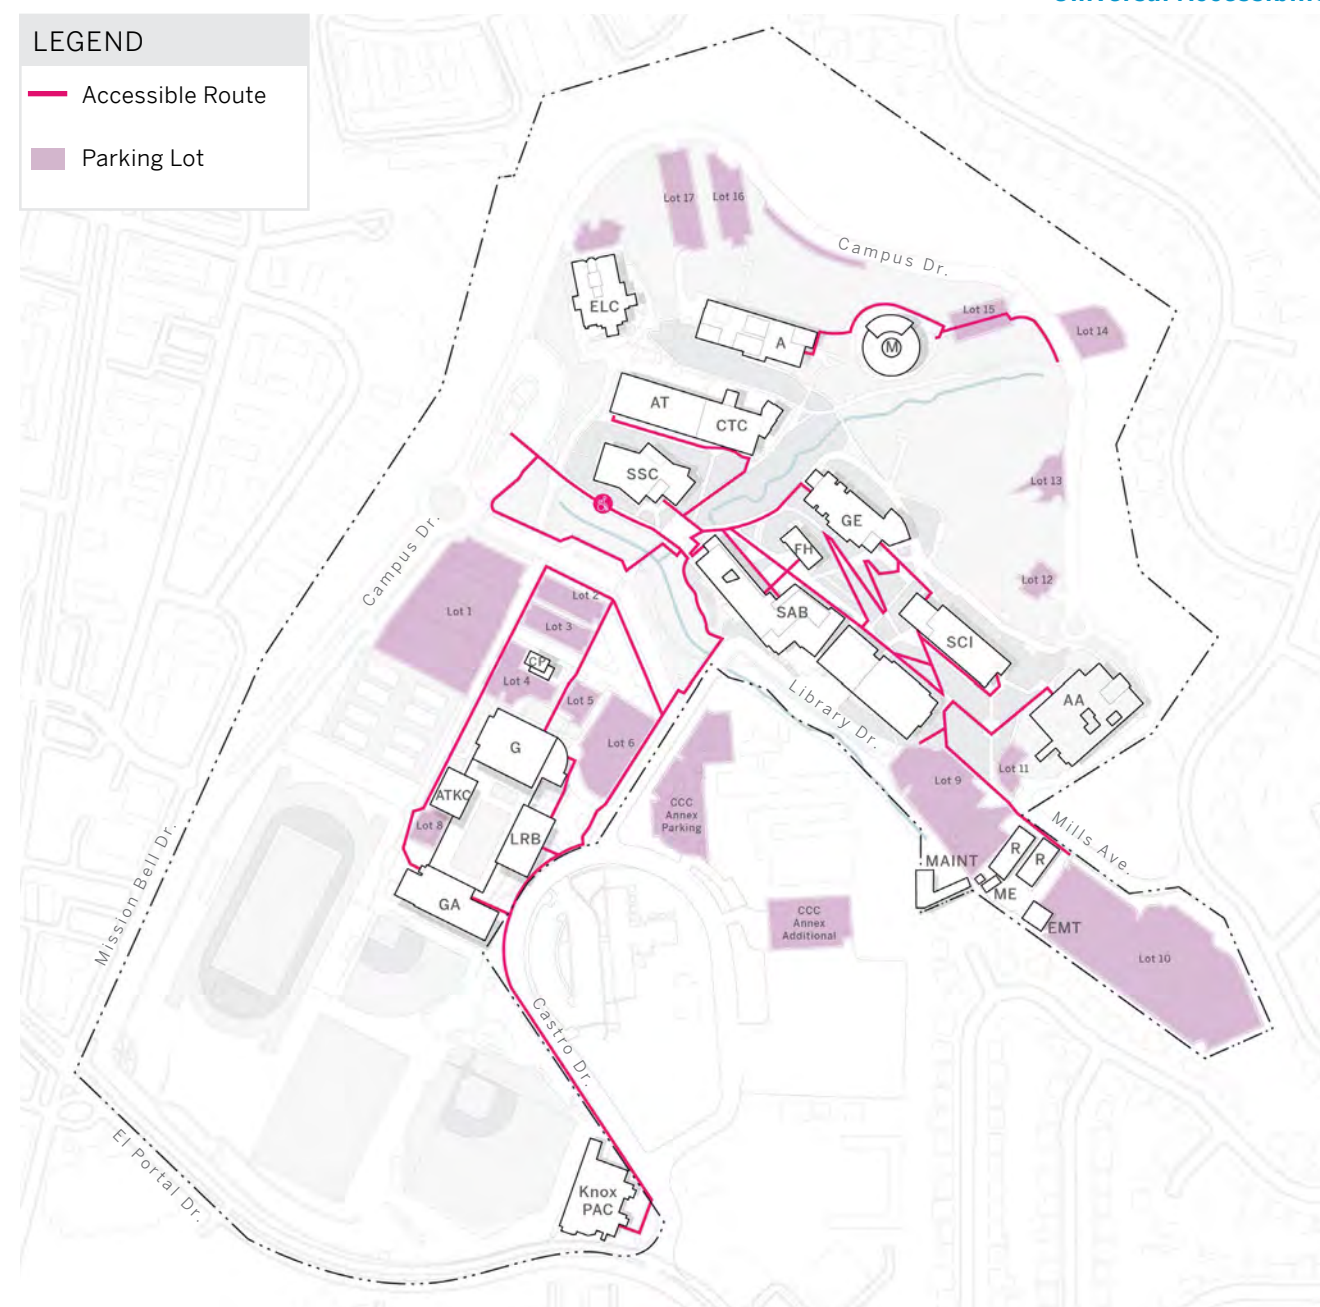 LEGEND
Accessible Route
Parking Lot
Lot 17
Lot 16
Campus Dr.
ELC
Lot 15
Lot 14
A
M
AT
CTC
SSC
Lot 13
GE
Campus Dr.
FH
Lot 12
Lot 1
Lot 2
Lot 3
SAB
SCI
CP
Lot 4
Lot 5
Library Dr.
AA
G
Lot 6
Lot 9
Lot 11
ATKC
CCC
Annex
Parking
Lot 8
LRB
Mills Ave.
R
R
MAINT
ME
Mission Bell Dr.
GA
CCC
Annex
Additional
EMT
Lot 10
Castro Dr.
El Portal Dr.
Knox
PAC